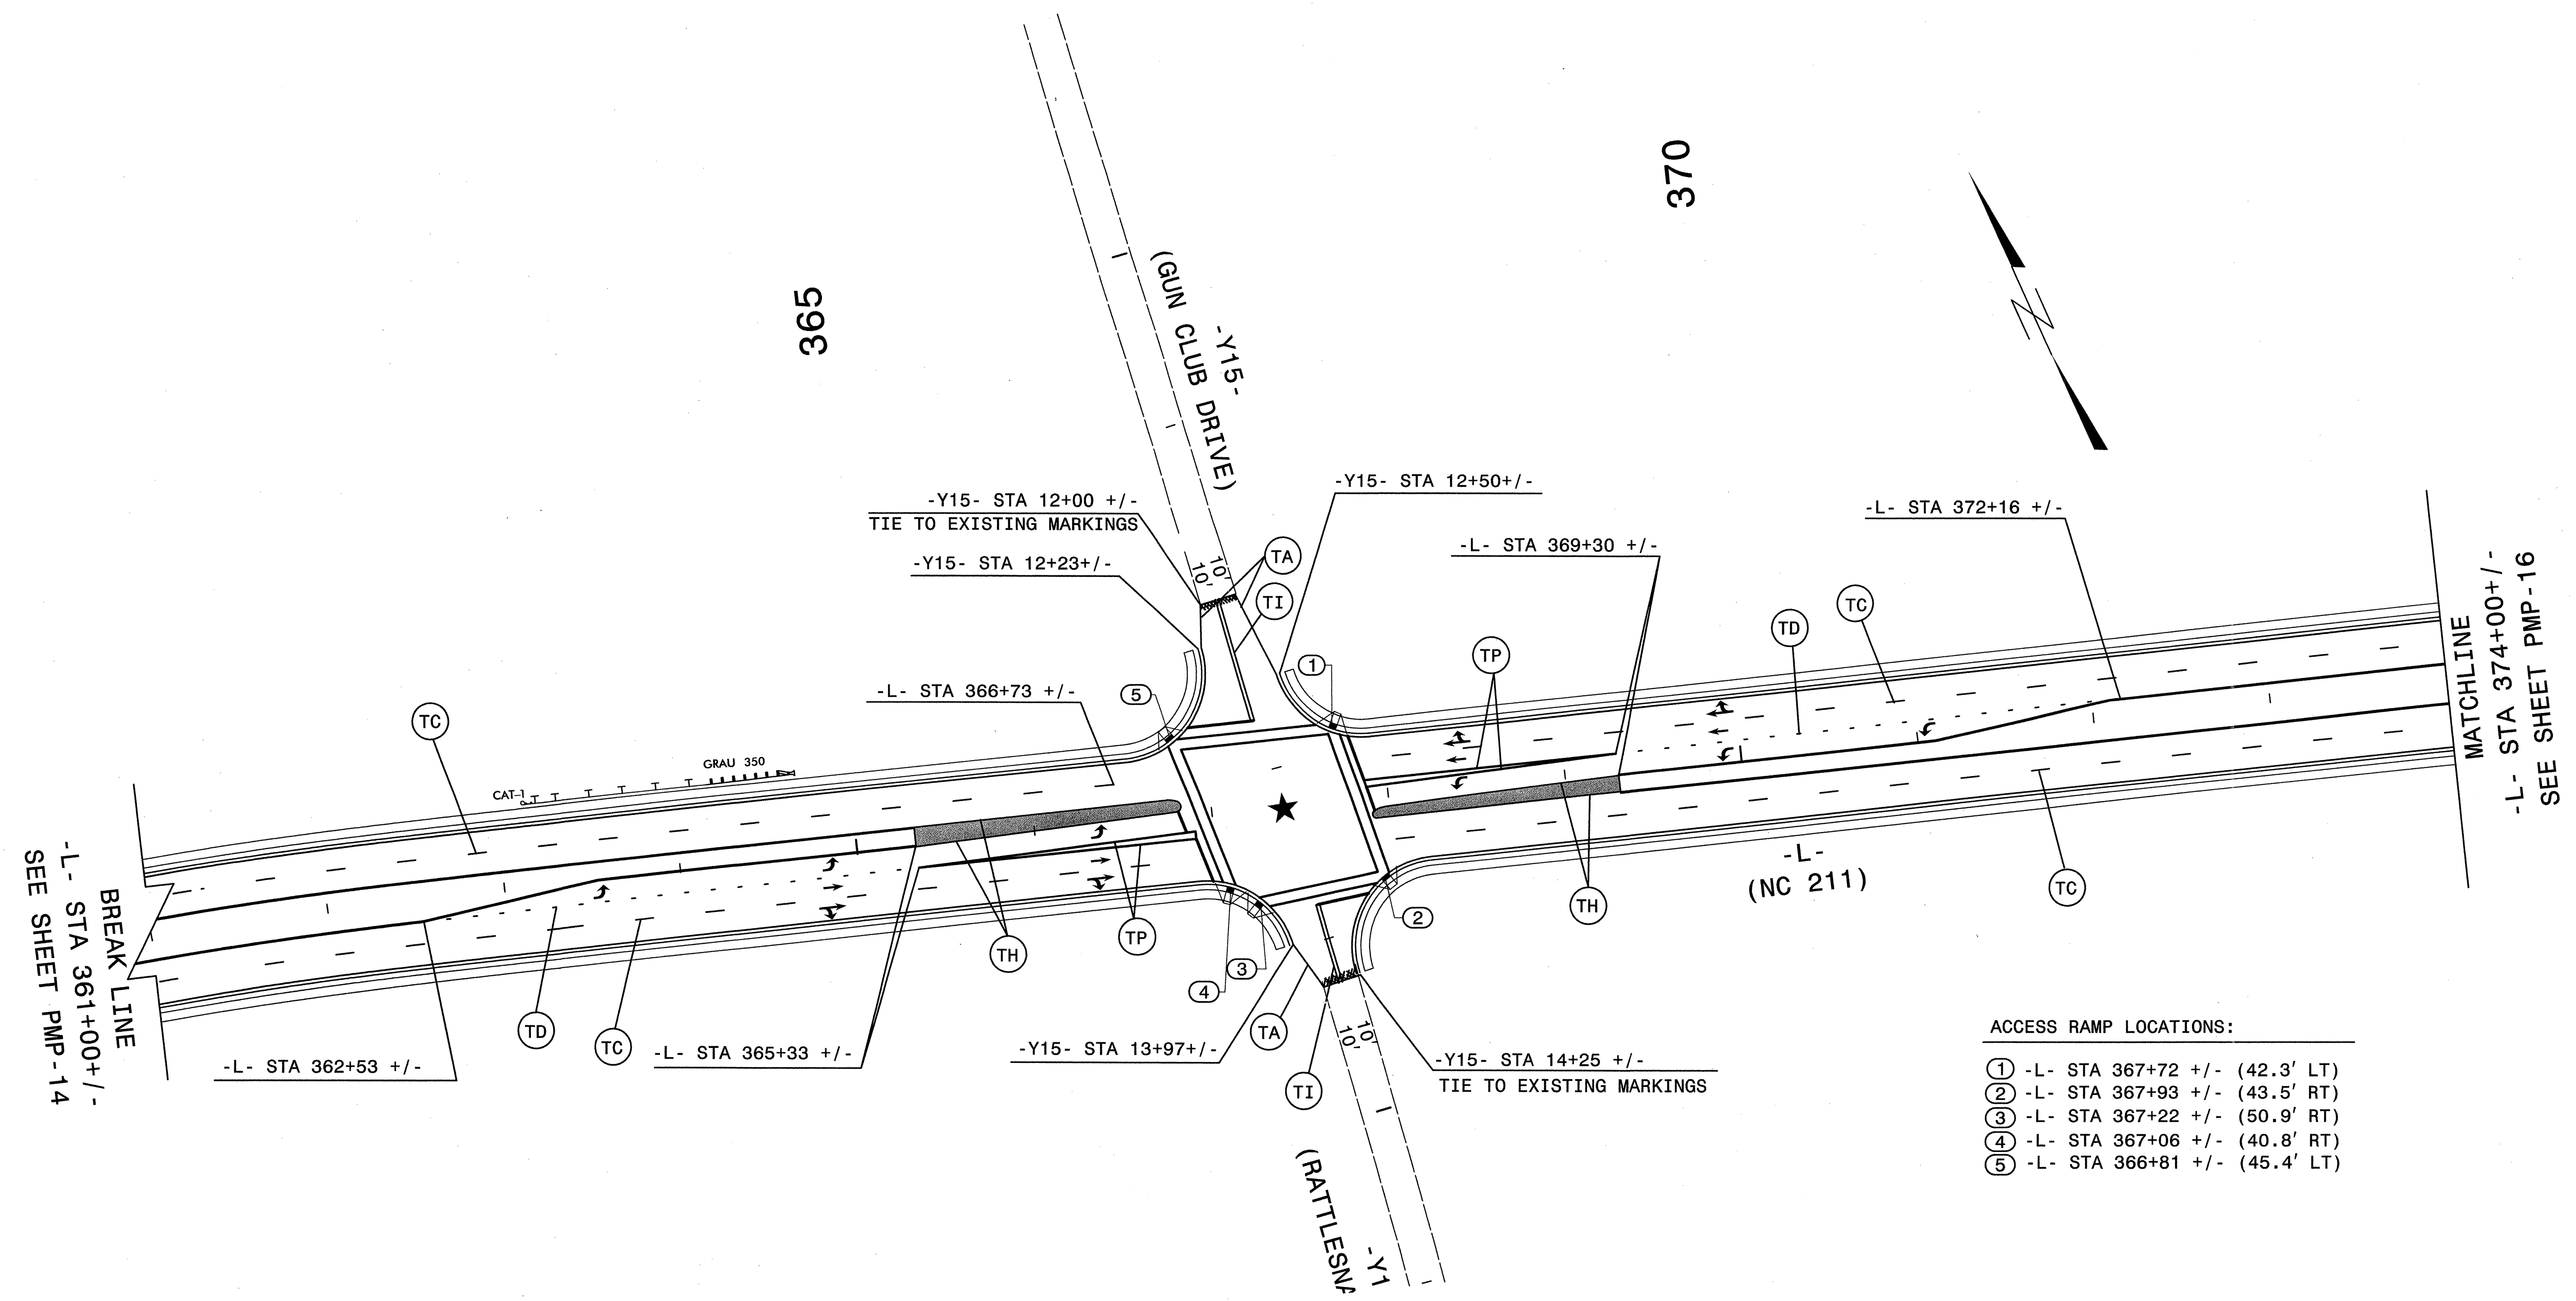 370
365
-Y15-
(GUN CLUB DRIVE)
-Y15- STA 12+00 +/-
TIE TO EXISTING MARKINGS
-Y15- STA 12+23+/-
-Y15- STA 12+50+/-
-L- STA 369+30 +/-
-L- STA 372+16 +/-
10'
10'
TA
TI
TP
TD
TC
1
5
-L- STA 366+73 +/-
TC
GRAU 350
CAT-1
MATCHLINE
-L- STA 374+00+/-
SEE SHEET PMP-16
BREAK LINE
-L- STA 361+00+/-
SEE SHEET PMP-14
-L-
(NC 211)
TH
TC
2
TH
TP
3
4
TD
TC
-L- STA 362+53 +/-
-L- STA 365+33 +/-
-Y15- STA 13+97+/-
TA
TI
10'
10'
-Y15- STA 14+25 +/-
TIE TO EXISTING MARKINGS
-Y1
(RATTLESNA
ACCESS RAMP LOCATIONS:
1 -L- STA 367+72 +/- (42.3' LT)
2 -L- STA 367+93 +/- (43.5' RT)
3 -L- STA 367+22 +/- (50.9' RT)
4 -L- STA 367+06 +/- (40.8' RT)
5 -L- STA 366+81 +/- (45.4' LT)